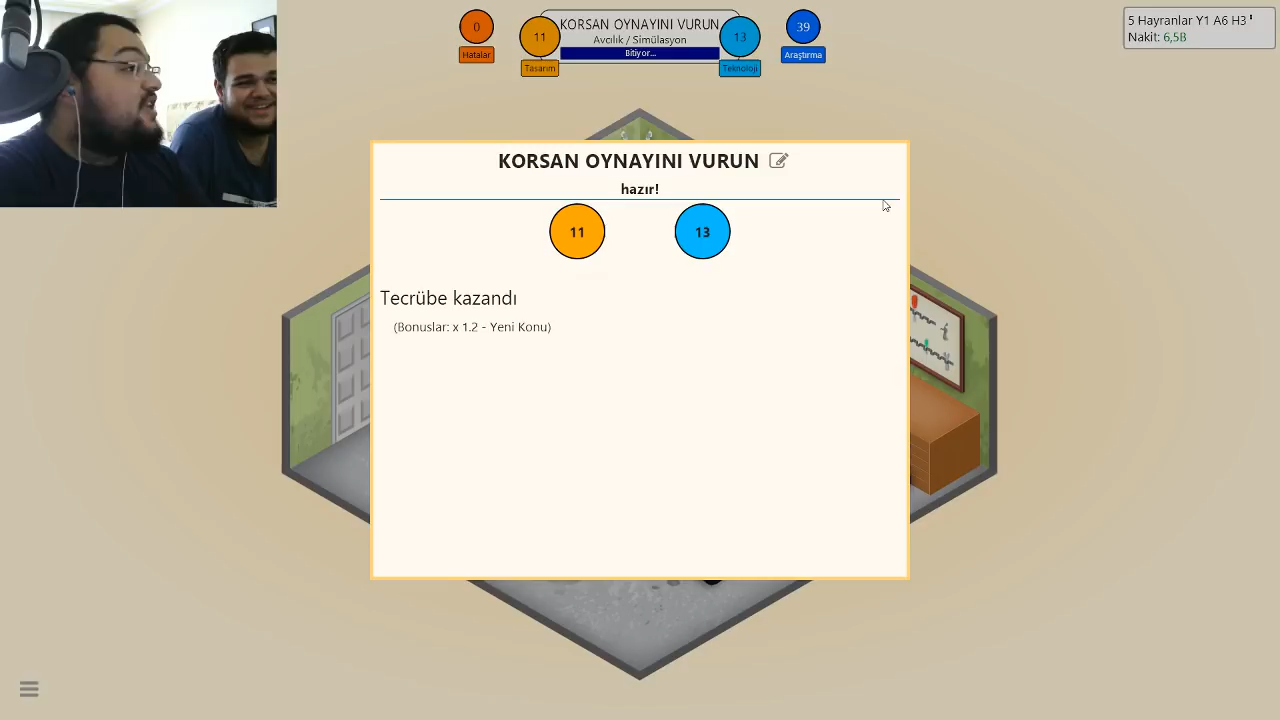 0
Hatalar
11
Tasarım
KORSAN OYNAYINI VURUN
Avcılık / Simülasyon
Bitiyor...
13
Teknoloji
39
Araştırma
5 Hayranlar Y1 A6 H3
Nakit: 6,5B
KORSAN OYNAYINI VURUN
hazır!
11
13
Tecrübe kazandı
(Bonuslar: x 1.2 - Yeni Konu)